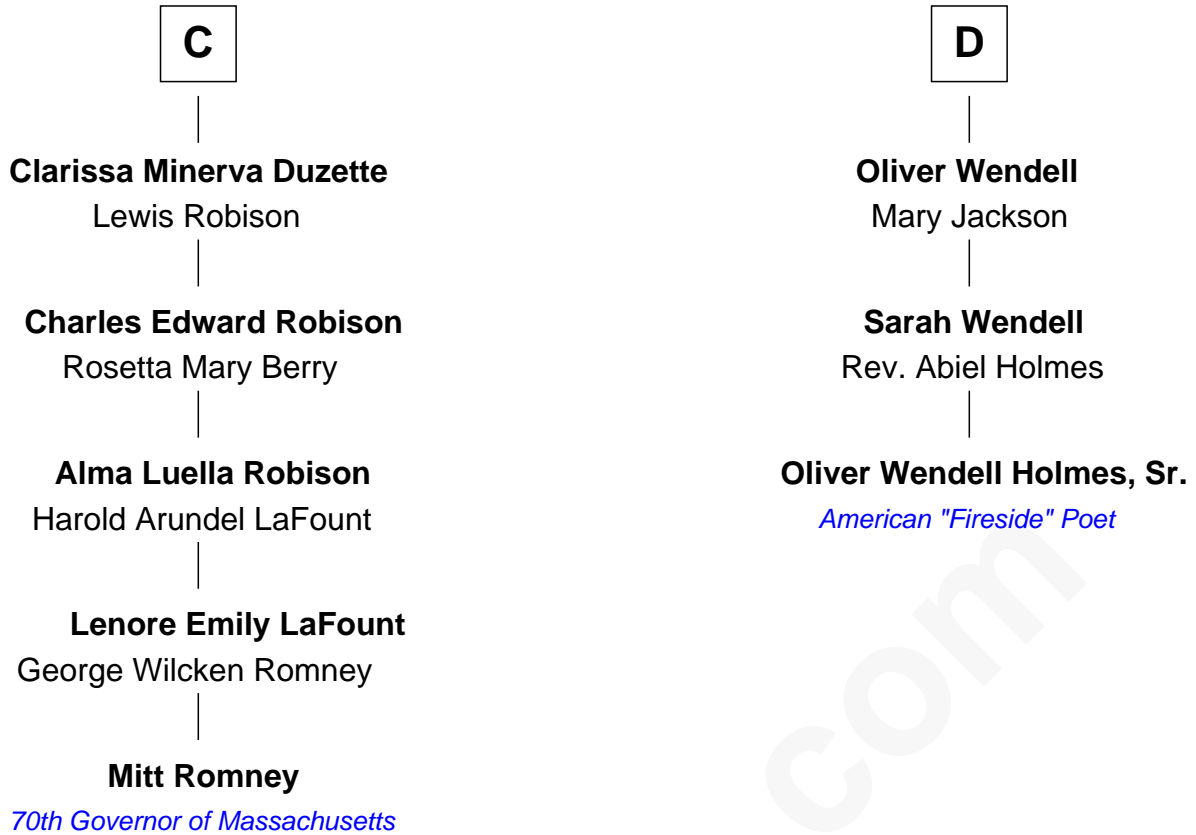 C
Clarissa Minerva Duzette
Lewis Robison
Charles Edward Robison
Rosetta Mary Berry
Alma Luella Robison
Harold Arundel LaFount
Lenore Emily LaFount
George Wilcken Romney
Mitt Romney
70th Governor of Massachusetts
D
Oliver Wendell
Mary Jackson
Sarah Wendell
Rev. Abiel Holmes
Oliver Wendell Holmes, Sr.
American "Fireside" Poet
com